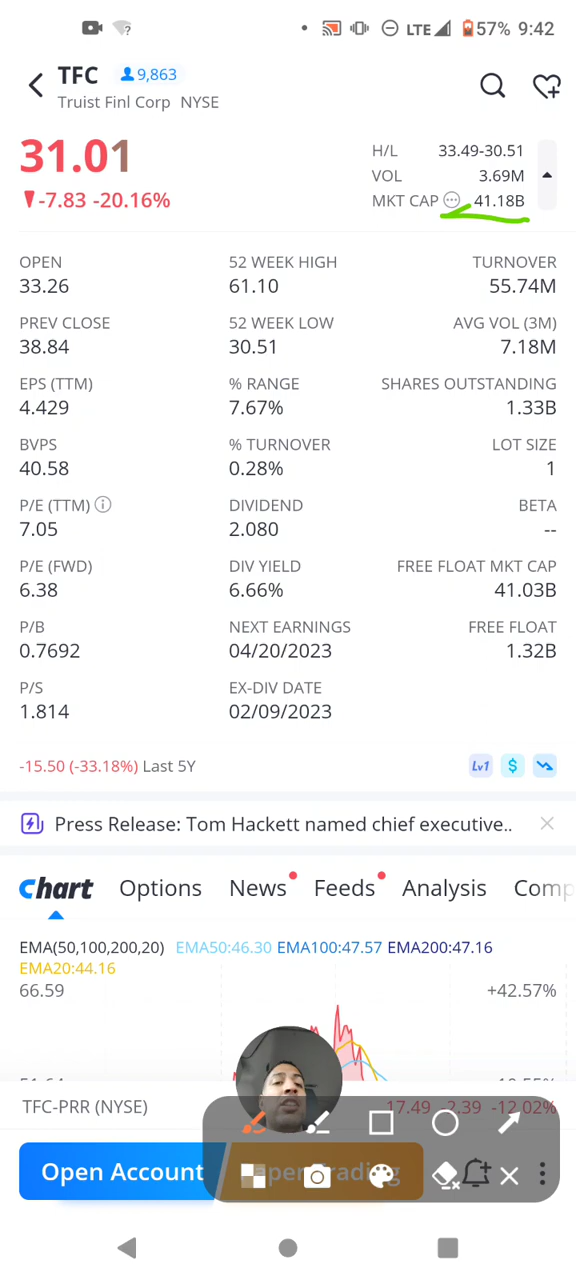 LTE 57% 9:42
TFC 9,863
Truist Finl Corp NYSE
31.01
-7.83 -20.16%
H/L 33.49-30.51
VOL 3.69M
MKT CAP 41.18B
OPEN 52 WEEK HIGH TURNOVER
33.26 61.10 55.74M
PREV CLOSE 52 WEEK LOW AVG VOL (3M)
38.84 30.51 7.18M
EPS (TTM) % RANGE SHARES OUTSTANDING
4.429 7.67% 1.33B
BVPS % TURNOVER LOT SIZE
40.58 0.28% 1
P/E (TTM) DIVIDEND BETA
7.05 2.080 --
P/E (FWD) DIV YIELD FREE FLOAT MKT CAP
6.38 6.66% 41.03B
P/B NEXT EARNINGS FREE FLOAT
0.7692 04/20/2023 1.32B
P/S EX-DIV DATE
1.814 02/09/2023
-15.50 (-33.18%) Last 5Y Lv1 $
Press Release: Tom Hackett named chief executive..
Chart Options News Feeds Analysis Comp
EMA(50,100,200,20) EMA50:46.30 EMA100:47.57 EMA200:47.16
EMA20:44.16
66.59 +42.57%
TFC-PRR (NYSE) 17.49 -2.39 -12.02%
Open Account